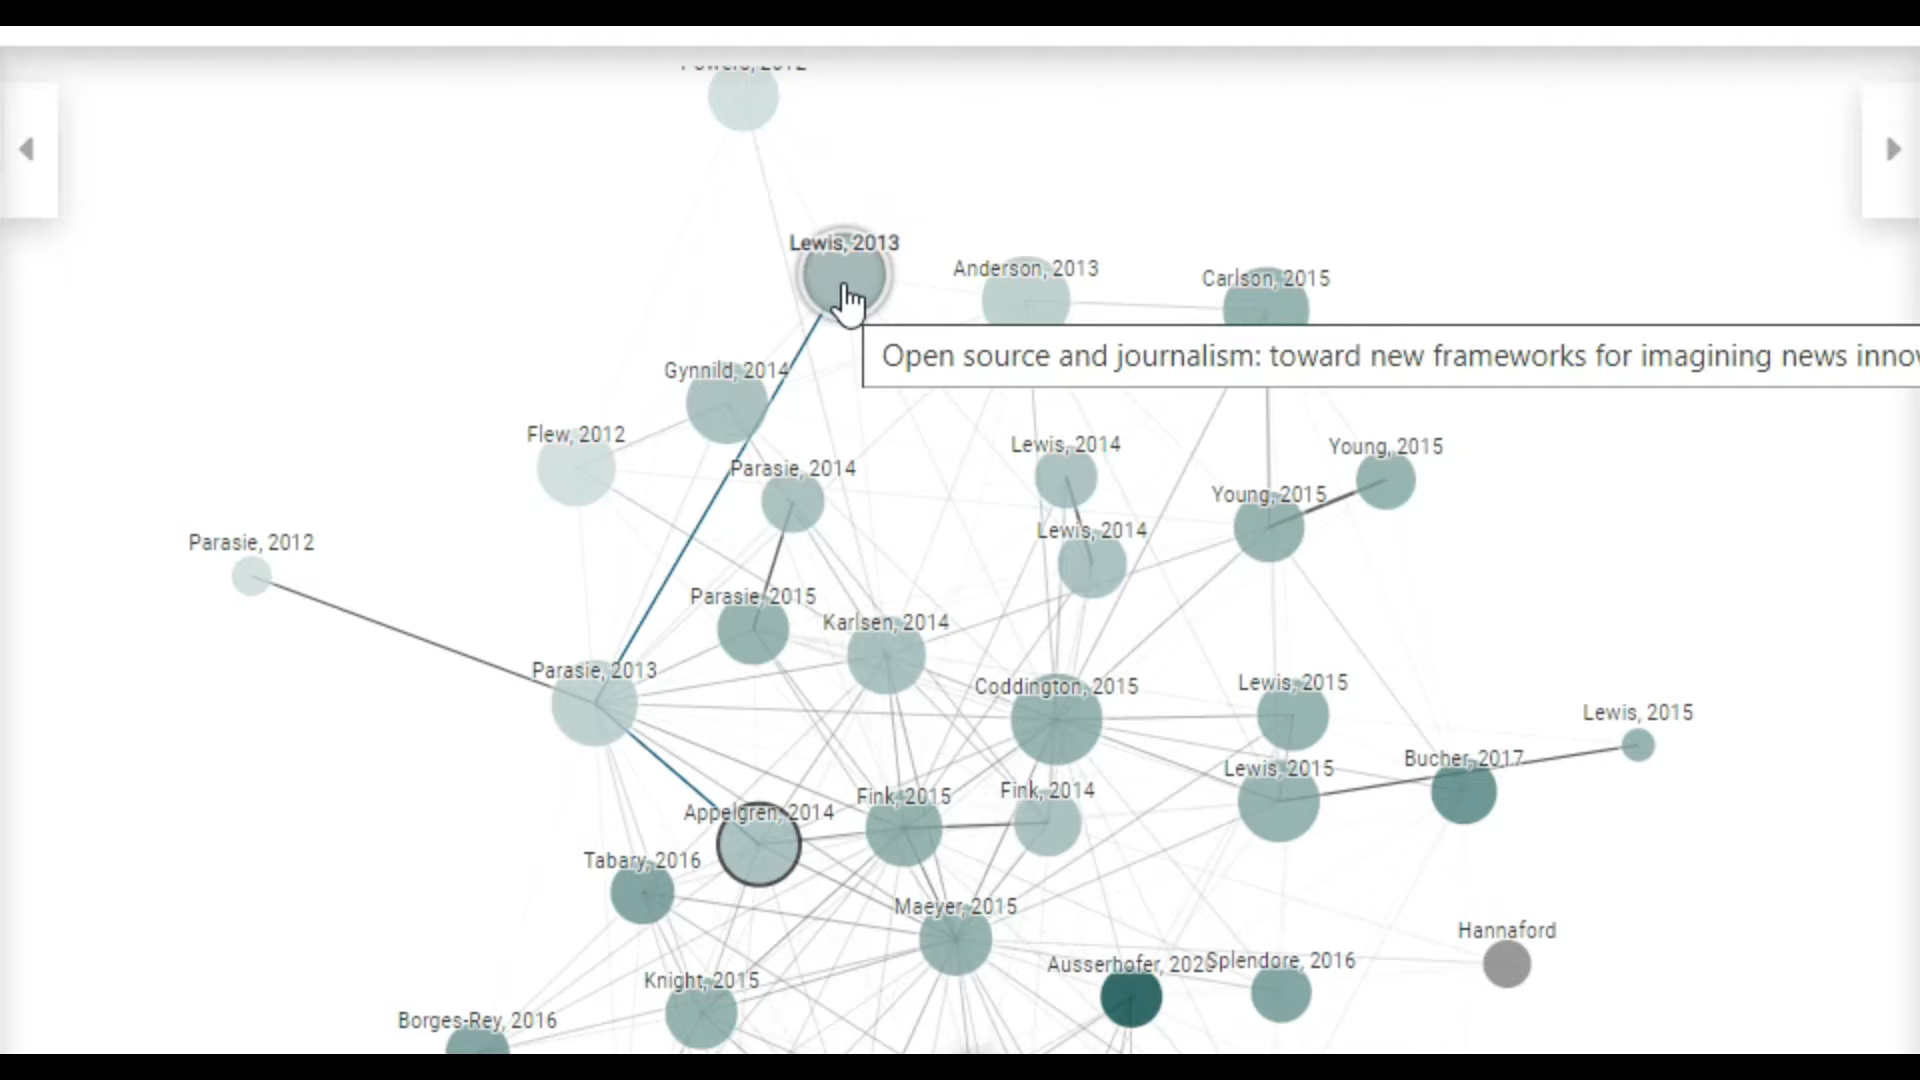 Lewis, 2013
Anderson, 2013
Carlson, 2015
Open source and journalism: toward new frameworks for imagining news
Gynnild, 2014
Flew, 2012
Lewis, 2014
Young, 2015
Parasie, 2014
Young, 2015
Lewis, 2014
Parasie, 2012
Parasie, 2015
Karlsen, 2014
Parasie, 2013
Coddington, 2015
Lewis, 2015
Lewis, 2015
Bucher, 2017
Lewis, 2015
Fink, 2014
Fink, 2015
Appelgren, 2014
Tabary, 2016
Maeyer, 2015
Hannaford
Ausserhofer,
Splendore, 2016
Knight, 2015
Borges-Rey, 2016